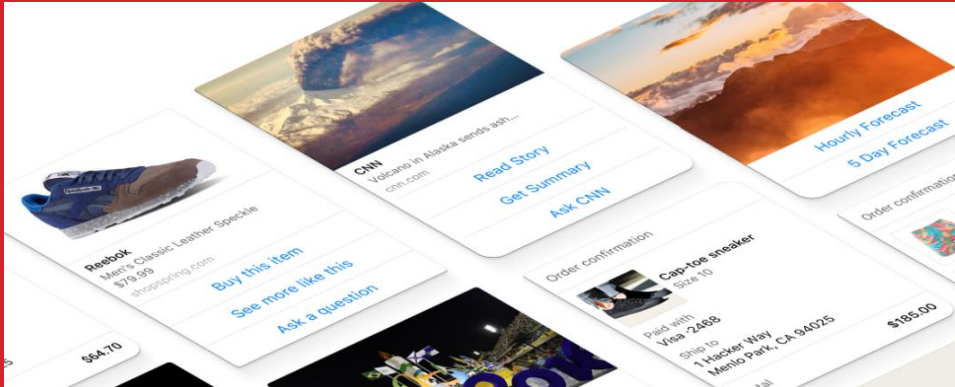 Reebok
Men's Classic Leather Speckle
$79.99
shopspring.com
Buy this item
See more like this
Ask a question
CNN
Volcano in Alaska sends ash...
cnn.com
Read Story
Get Summary
Ask CNN
Hourly Forecast
5 Day Forecast
Order confirmation
Cap-toe sneaker
Size 10
Paid with
Visa -2468
Ship to
1 Hacker Way
Menlo Park, CA 94025
$185.00
Order confirmation
$64.70